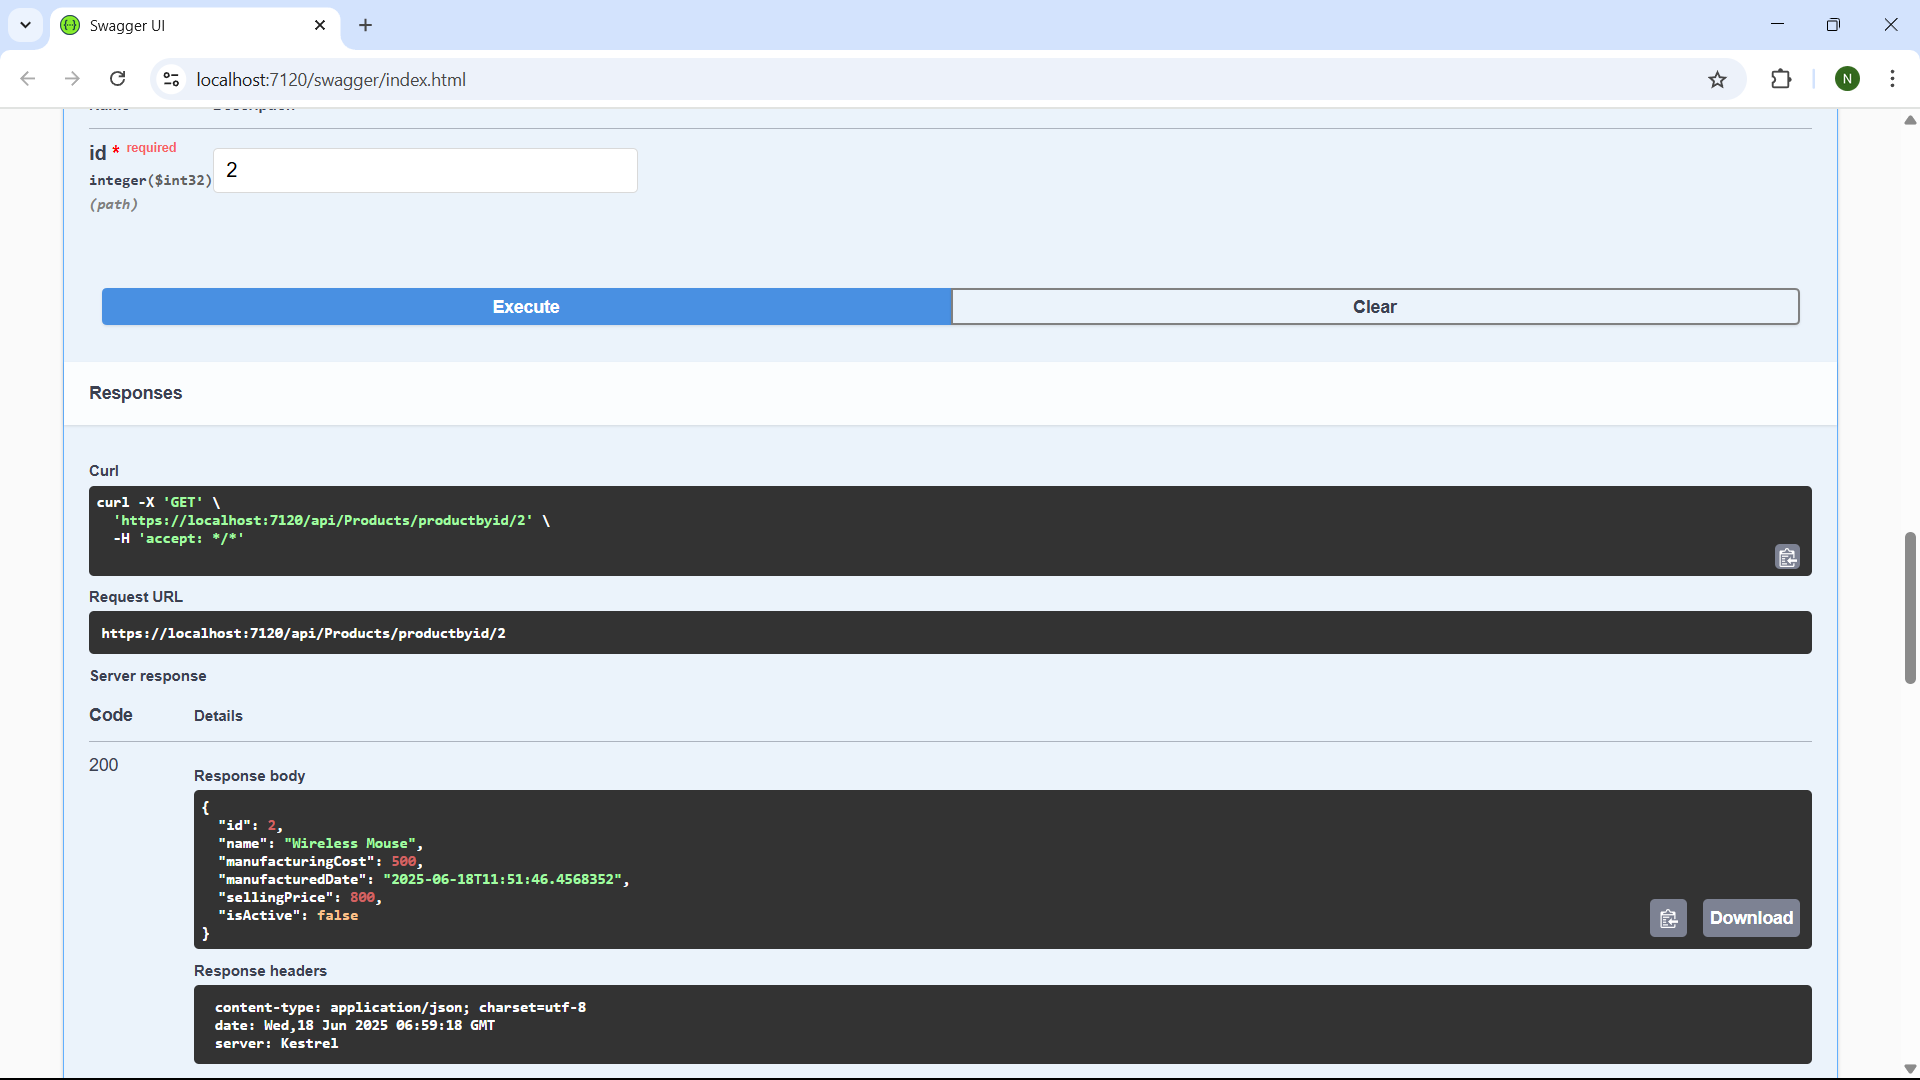 Swagger UI
localhost:7120/swagger/index.html
N
Name Description
id * required
2
integer($int32)
(path)
Execute
Clear
Responses
Curl
curl -X 'GET' \
'https://localhost:7120/api/Products/productbyid/2' \
-H 'accept: */*'
Request URL
https://localhost:7120/api/Products/productbyid/2
Server response
Code Details
200
Response body
{
"id": 2,
"name": "Wireless Mouse",
"manufacturingCost": 500,
"manufacturedDate": "2025-06-18T11:51:46.4568352",
"sellingPrice": 800,
"isActive": false
}
Download
Response headers
content-type: application/json; charset=utf-8
date: Wed,18 Jun 2025 06:59:18 GMT
server: Kestrel